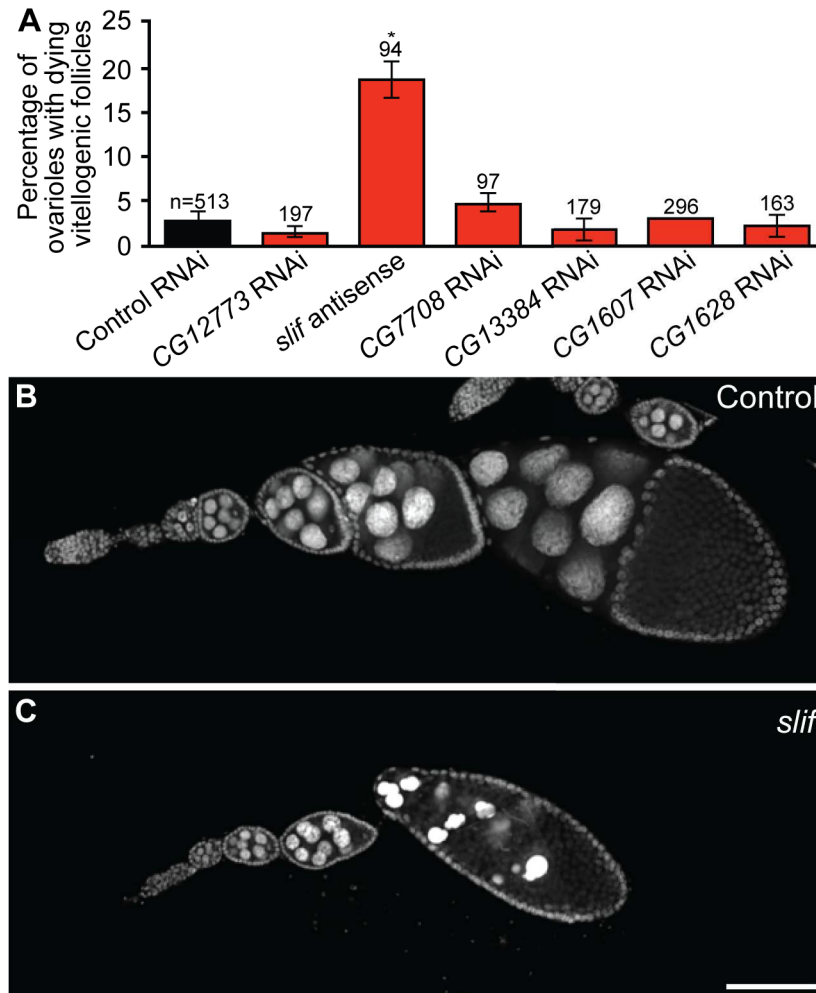 A
Percentage of
ovarioles with dying
vitellogenic follicles
25
20
15
10
5
0
n=513
197
*
94
97
179
296
163
Control RNAi
CG12773 RNAi
slif antisense
CG7708 RNAi
CG13384 RNAi
CG1607 RNAi
CG1628 RNAi
B
Control
C
slif